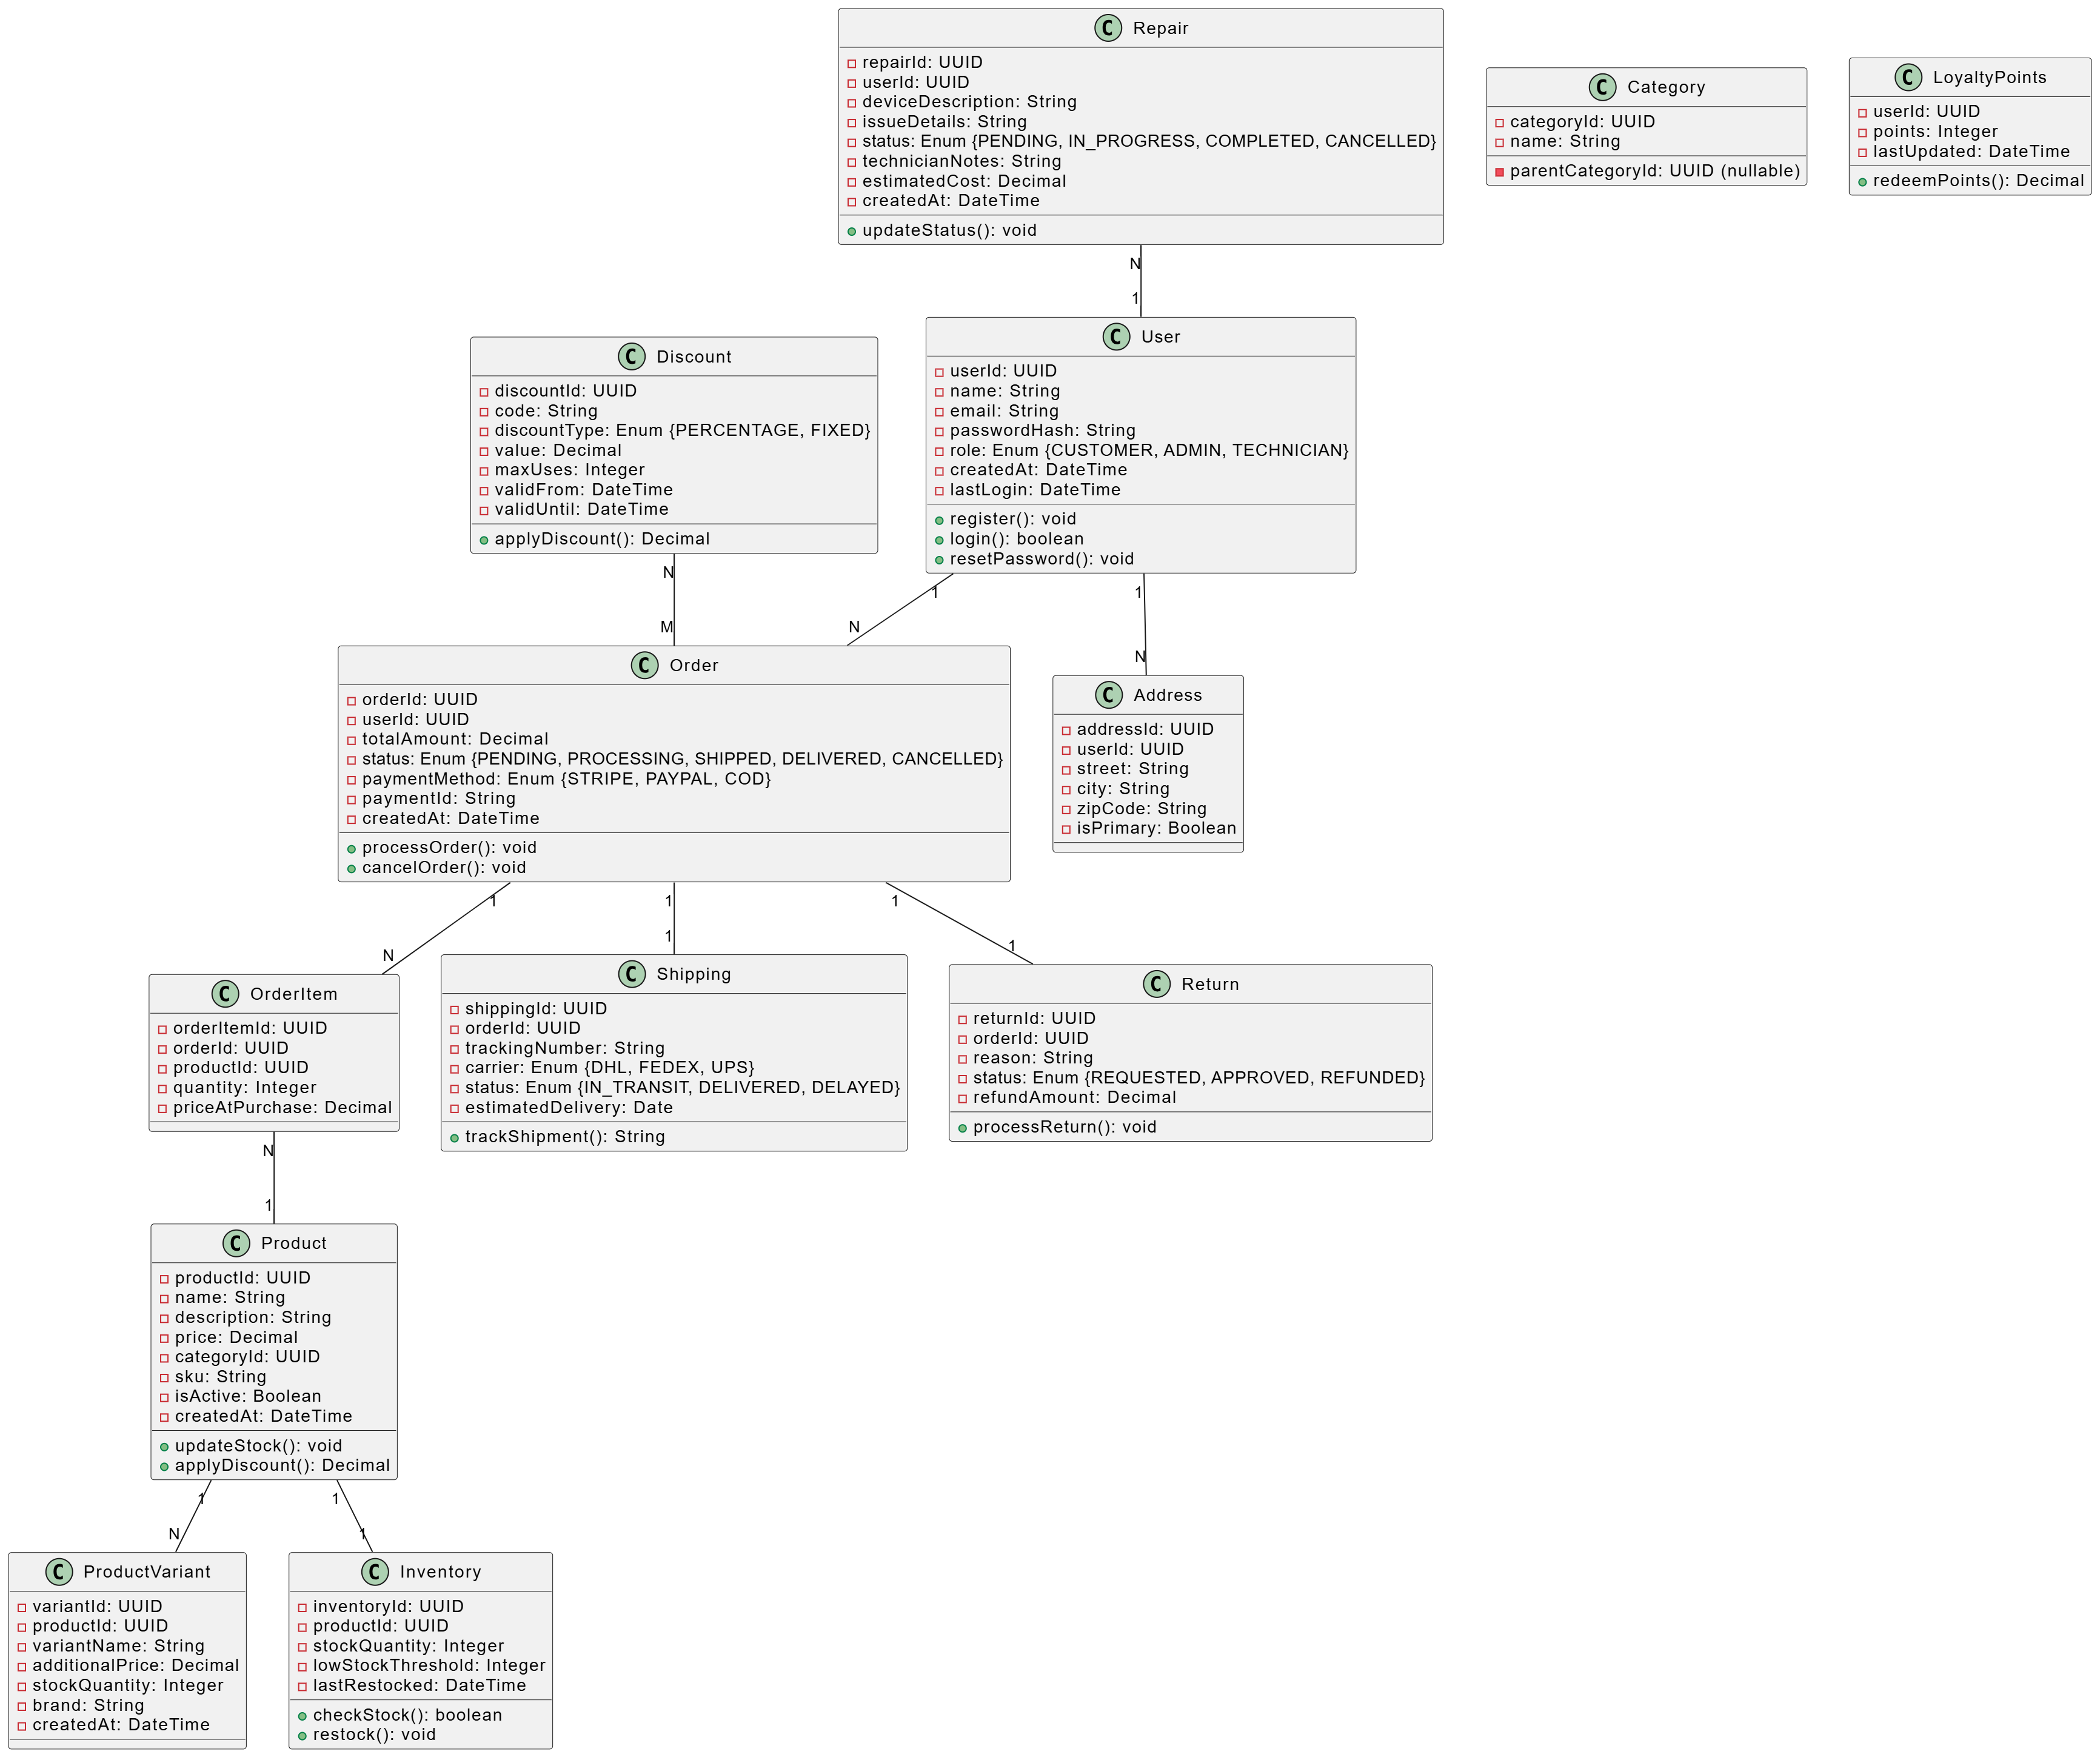 C Repair
repairId: UUID
userId: UUID
deviceDescription: String
issueDetails: String
status: Enum {PENDING, IN_PROGRESS, COMPLETED, CANCELLED}
technicianNotes: String
estimatedCost: Decimal
createdAt: DateTime
updateStatus(): void
C Category
categoryId: UUID
name: String
parentCategoryId: UUID (nullable)
C LoyaltyPoints
userId: UUID
points: Integer
lastUpdated: DateTime
redeemPoints(): Decimal
N
1
C Discount
discountId: UUID
code: String
discountType: Enum {PERCENTAGE, FIXED}
value: Decimal
maxUses: Integer
validFrom: DateTime
validUntil: DateTime
applyDiscount(): Decimal
C User
userId: UUID
name: String
email: String
passwordHash: String
role: Enum {CUSTOMER, ADMIN, TECHNICIAN}
createdAt: DateTime
lastLogin: DateTime
register(): void
login(): boolean
resetPassword(): void
N
M
1
N
1
N
C Order
orderId: UUID
userId: UUID
totalAmount: Decimal
status: Enum {PENDING, PROCESSING, SHIPPED, DELIVERED, CANCELLED}
paymentMethod: Enum {STRIPE, PAYPAL, COD}
paymentId: String
createdAt: DateTime
processOrder(): void
cancelOrder(): void
C Address
addressId: UUID
userId: UUID
street: String
city: String
zipCode: String
isPrimary: Boolean
1
N
1
1
1
1
C OrderItem
orderItemId: UUID
orderId: UUID
productId: UUID
quantity: Integer
priceAtPurchase: Decimal
C Shipping
shippingId: UUID
orderId: UUID
trackingNumber: String
carrier: Enum {DHL, FEDEX, UPS}
status: Enum {IN_TRANSIT, DELIVERED, DELAYED}
estimatedDelivery: Date
trackShipment(): String
C Return
returnId: UUID
orderId: UUID
reason: String
status: Enum {REQUESTED, APPROVED, REFUNDED}
refundAmount: Decimal
processReturn(): void
N
1
C Product
productId: UUID
name: String
description: String
price: Decimal
categoryId: UUID
sku: String
isActive: Boolean
createdAt: DateTime
updateStock(): void
applyDiscount(): Decimal
1
N
1
1
C ProductVariant
variantId: UUID
productId: UUID
variantName: String
additionalPrice: Decimal
stockQuantity: Integer
brand: String
createdAt: DateTime
C Inventory
inventoryId: UUID
productId: UUID
stockQuantity: Integer
lowStockThreshold: Integer
lastRestocked: DateTime
checkStock(): boolean
restock(): void